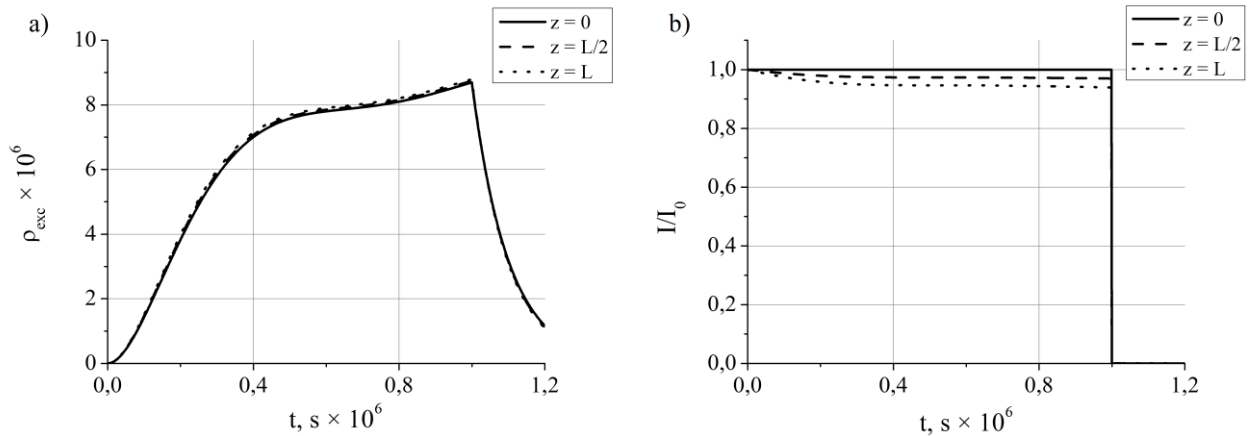 a)
z = 0
z = L/2
z = L
10
8
6
4
2
0
ρexc × 10⁶
0,0
0,4
0,8
1,2
t, s × 10⁶
b)
z = 0
z = L/2
z = L
1,0
0,8
0,6
0,4
0,2
0,0
I/I₀
0,0
0,4
0,8
1,2
t, s × 10⁶